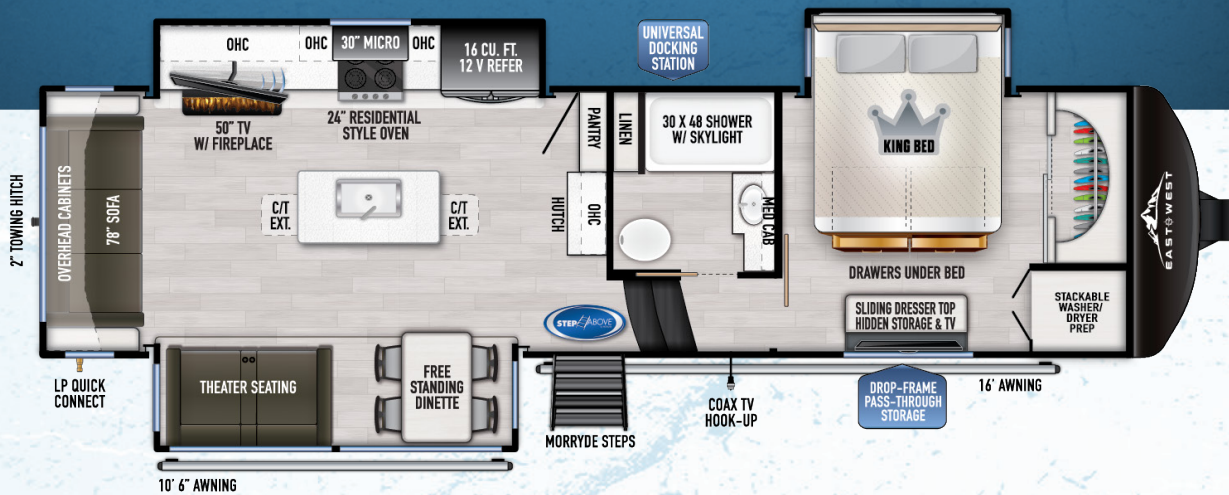 UNIVERSAL
DOCKING
STATION
OHC
OHC
30” MICRO
OHC
16 CU. FT.
12 V REFER
50” TV
W/ FIREPLACE
24” RESIDENTIAL
STYLE OVEN
PANTRY
LINEN
30 X 48 SHOWER
W/ SKYLIGHT
KING BED
2” TOWING HITCH
OVERHEAD CABINETS
78” SOFA
C/T
EXT.
C/T
EXT.
HUTCH
OHC
MED CAB
EAST WEST
DRAWERS UNDER BED
SLIDING DRESSER TOP
HIDDEN STORAGE & TV
STACKABLE
WASHER/
DRYER
PREP
STEP ABOVE
THEATER SEATING
FREE
STANDING
DINETTE
LP QUICK
CONNECT
MORRYDE STEPS
COAX TV
HOOK-UP
DROP-FRAME
PASS-THROUGH
STORAGE
16’ AWNING
10’ 6” AWNING